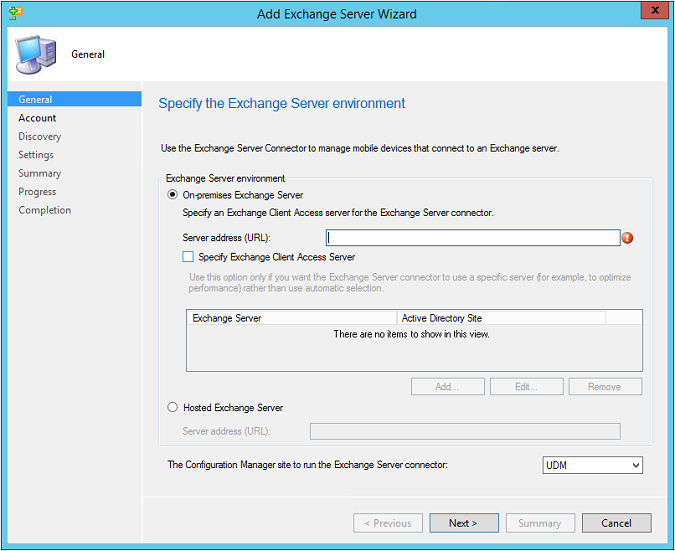 Add Exchange Server Wizard
x
General
General
Account
Discovery
Settings
Summary
Progress
Completion
Specify the Exchange Server environment
Use the Exchange Server Connector to manage mobile devices that connect to an Exchange server.
Exchange Server environment
On-premises Exchange Server
Specify an Exchange Client Access server for the Exchange Server connector.
Server address (URL):
Specify Exchange Client Access Server
Use this option only if you want the Exchange Server connector to use a specific server (for example, to optimize
performance) rather than use automatic selection.
Exchange Server Active Directory Site
There are no items to show in this view.
Add... Edit... Remove
Hosted Exchange Server
Server address (URL):
The Configuration Manager site to run the Exchange Server connector: UDM
< Previous Next > Summary Cancel